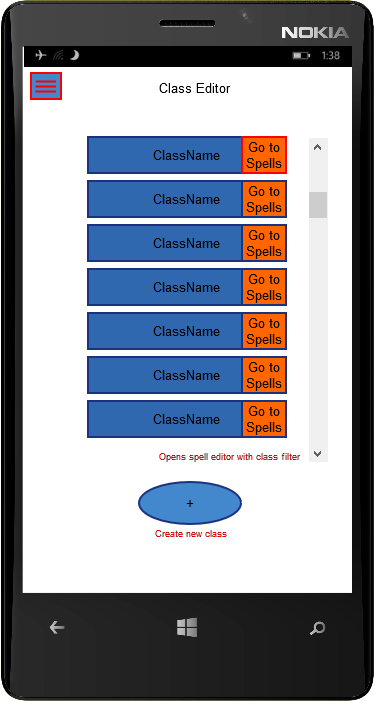 NOKIA
1:38
Class Editor
ClassName
Go to
Spells
ClassName
Go to
Spells
ClassName
Go to
Spells
ClassName
Go to
Spells
ClassName
Go to
Spells
ClassName
Go to
Spells
ClassName
Go to
Spells
Opens spell editor with class filter
+
Create new class